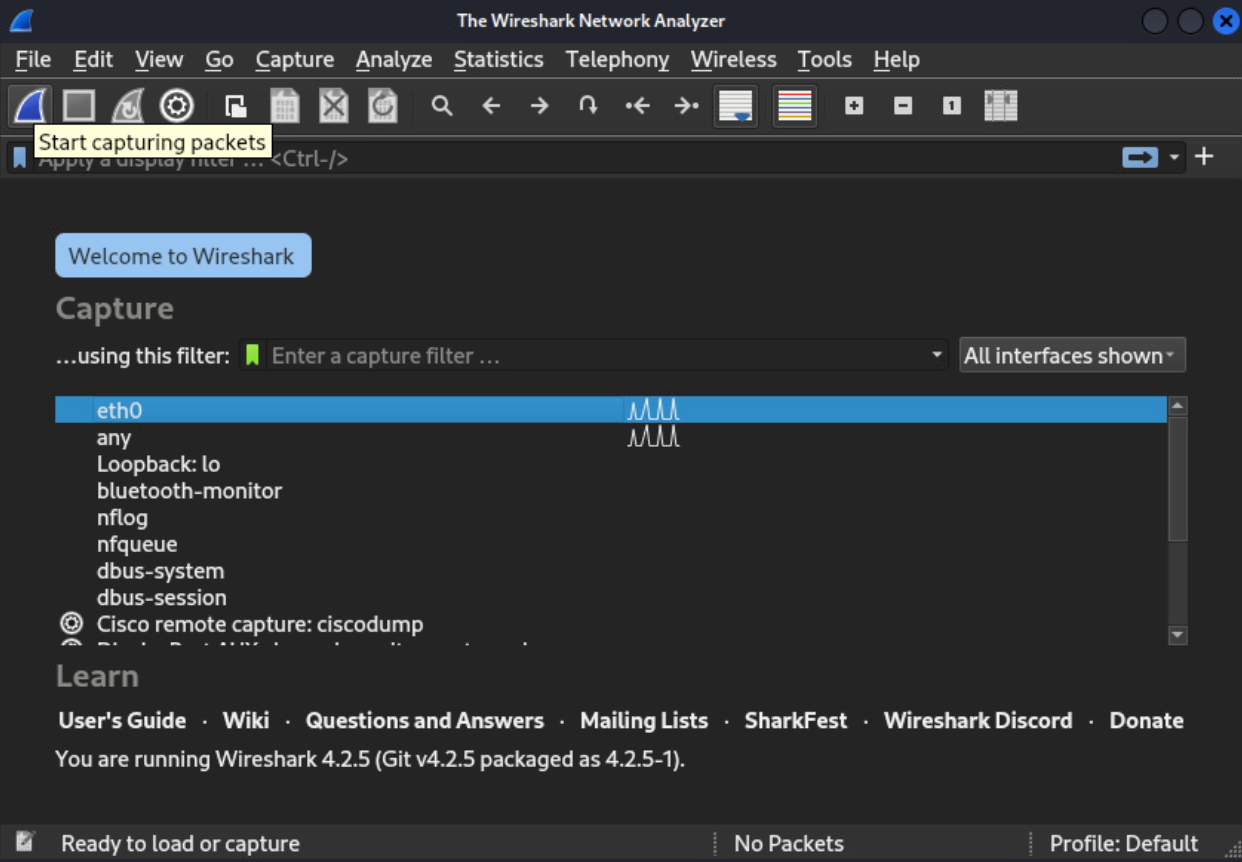 The Wireshark Network Analyzer
File Edit View Go Capture Analyze Statistics Telephony Wireless Tools Help
Start capturing packets
Apply a display filter … <Ctrl-/>
Welcome to Wireshark
Capture
…using this filter: Enter a capture filter … All interfaces shown
eth0
any
Loopback: lo
bluetooth-monitor
nflog
nfqueue
dbus-system
dbus-session
Cisco remote capture: ciscodump
Learn
User's Guide · Wiki · Questions and Answers · Mailing Lists · SharkFest · Wireshark Discord · Donate
You are running Wireshark 4.2.5 (Git v4.2.5 packaged as 4.2.5-1).
Ready to load or capture No Packets Profile: Default